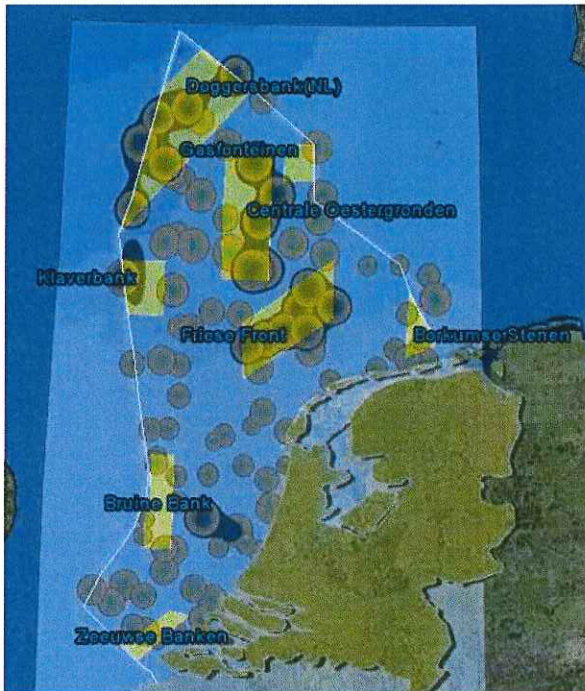 Doggersbank(NL)
Gasfonteinen
Centrale Oestergronden
Klaverbank
Friese Front
Borkumse Stenen
Bruine Bank
Zeeuwse Banken